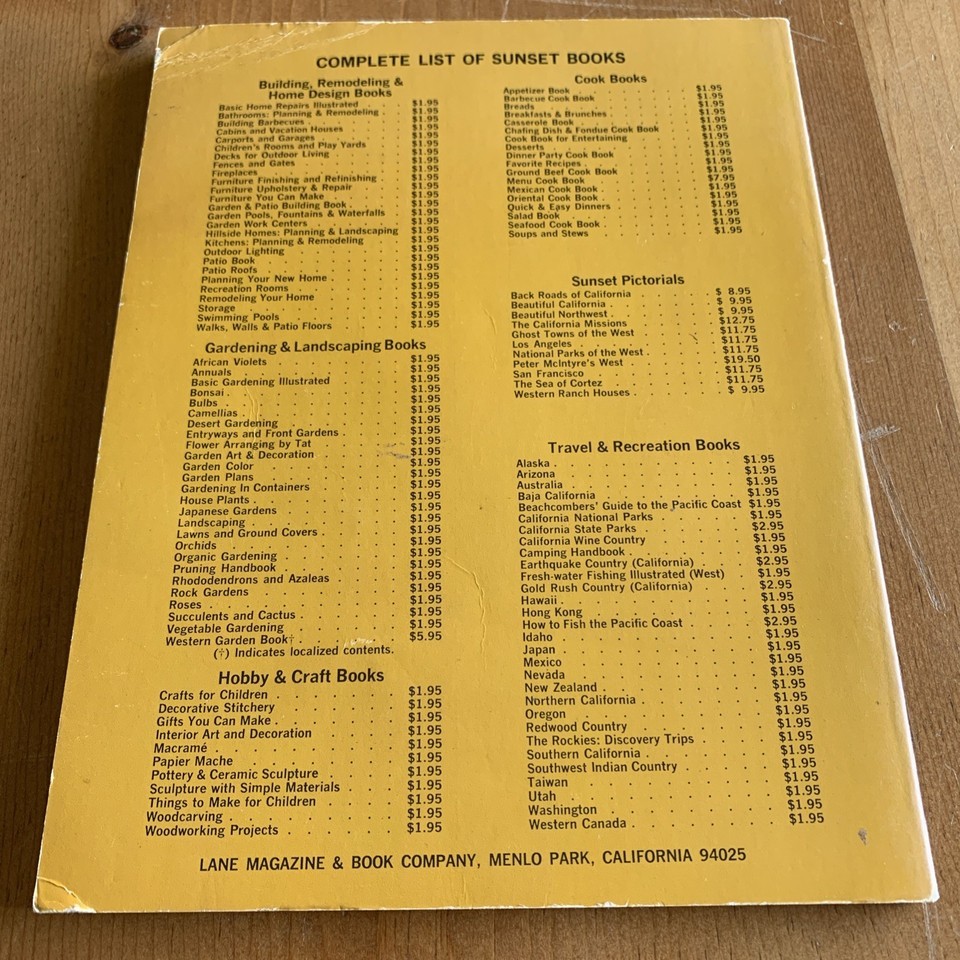 COMPLETE LIST OF SUNSET BOOKS
Building, Remodeling &
Home Design Books
Basic Home Repairs Illustrated $1.95
Bathrooms: Planning & Remodeling $1.95
Building Barbecues $1.95
Cabins and Vacation Houses $1.95
Carports and Garages $1.95
Children's Rooms and Play Yards $1.95
Decks for Outdoor Living $1.95
Fences and Gates $1.95
Fireplaces $1.95
Furniture Finishing and Refinishing $1.95
Furniture Upholstery & Repair $1.95
Furniture You Can Make $1.95
Garden & Patio Building Book $1.95
Garden Pools, Fountains & Waterfalls $1.95
Garden Work Centers $1.95
Hillside Homes: Planning & Landscaping $1.95
Kitchens: Planning & Remodeling $1.95
Outdoor Lighting $1.95
Patio Book $1.95
Patio Roofs $1.95
Planning Your New Home $1.95
Recreation Rooms $1.95
Remodeling Your Home $1.95
Storage $1.95
Swimming Pools $1.95
Walks, Walls & Patio Floors $1.95
Gardening & Landscaping Books
African Violets $1.95
Annuals $1.95
Basic Gardening Illustrated $1.95
Bonsai $1.95
Bulbs $1.95
Camellias $1.95
Desert Gardening $1.95
Entryways and Front Gardens $1.95
Flower Arranging by Tat $1.95
Garden Art & Decoration $1.95
Garden Color $1.95
Garden Plans $1.95
Gardening In Containers $1.95
House Plants $1.95
Japanese Gardens $1.95
Landscaping $1.95
Lawns and Ground Covers $1.95
Orchids $1.95
Organic Gardening $1.95
Pruning Handbook $1.95
Rhododendrons and Azaleas $1.95
Rock Gardens $1.95
Roses $1.95
Succulents and Cactus $1.95
Vegetable Gardening $1.95
Western Garden Book† $5.95
(†) Indicates localized contents.
Hobby & Craft Books
Crafts for Children $1.95
Decorative Stitchery $1.95
Gifts You Can Make $1.95
Interior Art and Decoration $1.95
Macramé $1.95
Papier Mache $1.95
Pottery & Ceramic Sculpture $1.95
Sculpture with Simple Materials $1.95
Things to Make for Children $1.95
Woodcarving $1.95
Woodworking Projects $1.95
Cook Books
Appetizer Book $1.95
Barbecue Cook Book $1.95
Breads $1.95
Breakfasts & Brunches $1.95
Casserole Book $1.95
Chafing Dish & Fondue Cook Book $1.95
Cook Book for Entertaining $1.95
Desserts $1.95
Dinner Party Cook Book $1.95
Favorite Recipes $1.95
Ground Beef Cook Book $1.95
Menu Cook Book $7.95
Mexican Cook Book $1.95
Oriental Cook Book $1.95
Quick & Easy Dinners $1.95
Salad Book $1.95
Seafood Cook Book $1.95
Soups and Stews $1.95
Sunset Pictorials
Back Roads of California $ 8.95
Beautiful California $ 9.95
Beautiful Northwest $ 9.95
The California Missions $12.75
Ghost Towns of the West $11.75
Los Angeles $11.75
National Parks of the West $11.75
Peter McIntyre's West $19.50
San Francisco $11.75
The Sea of Cortez $11.75
Western Ranch Houses $ 9.95
Travel & Recreation Books
Alaska $1.95
Arizona $1.95
Australia $1.95
Baja California $1.95
Beachcombers' Guide to the Pacific Coast $1.95
California National Parks $1.95
California State Parks $2.95
California Wine Country $1.95
Camping Handbook $1.95
Earthquake Country (California) $2.95
Fresh-water Fishing Illustrated (West) $1.95
Gold Rush Country (California) $2.95
Hawaii $1.95
Hong Kong $1.95
How to Fish the Pacific Coast $2.95
Idaho $1.95
Japan $1.95
Mexico $1.95
Nevada $1.95
New Zealand $1.95
Northern California $1.95
Oregon $1.95
Redwood Country $1.95
The Rockies: Discovery Trips $1.95
Southern California $1.95
Southwest Indian Country $1.95
Taiwan $1.95
Utah $1.95
Washington $1.95
Western Canada $1.95
LANE MAGAZINE & BOOK COMPANY, MENLO PARK, CALIFORNIA 94025